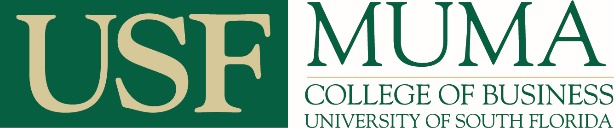 USF
MUMA
COLLEGE OF BUSINESS
UNIVERSITY OF SOUTH FLORIDA